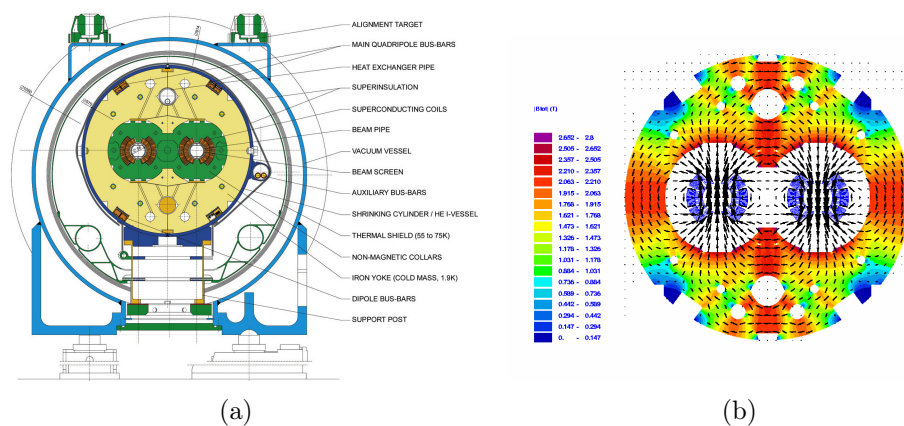 ALIGNMENT TARGET
MAIN QUADRIPOLE BUS-BARS
HEAT EXCHANGER PIPE
SUPERINSULATION
SUPERCONDUCTING COILS
BEAM PIPE
VACUUM VESSEL
BEAM SCREEN
AUXILIARY BUS-BARS
SHRINKING CYLINDER / HE I-VESSEL
THERMAL SHIELD (55 to 75K)
NON-MAGNETIC COLLARS
IRON YOKE (COLD MASS, 1.9K)
DIPOLE BUS-BARS
SUPPORT POST
(a)
|Btot| (T)
2.652 - 2.8
2.505 - 2.652
2.357 - 2.505
2.210 - 2.357
2.063 - 2.210
1.915 - 2.063
1.768 - 1.915
1.621 - 1.768
1.473 - 1.621
1.326 - 1.473
1.178 - 1.326
1.031 - 1.178
0.884 - 1.031
0.736 - 0.884
0.589 - 0.736
0.442 - 0.589
0.294 - 0.442
0.147 - 0.294
0. - 0.147
(b)